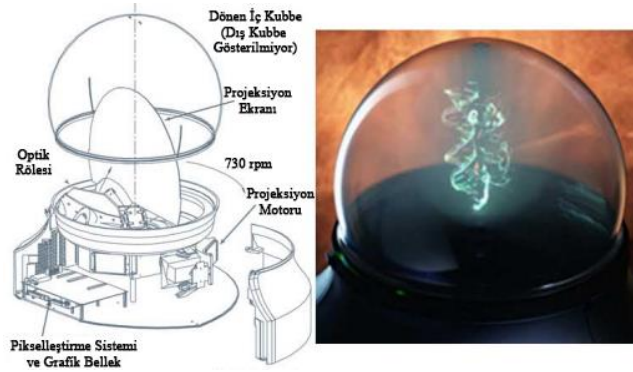 Dönen İç Kubbe
(Dış Kubbe
Gösterilmiyor)
Projeksiyon
Ekranı
Optik
Rölesi
730 rpm
Projeksiyon
Motoru
Pikselleştirme Sistemi
ve Grafik Bellek